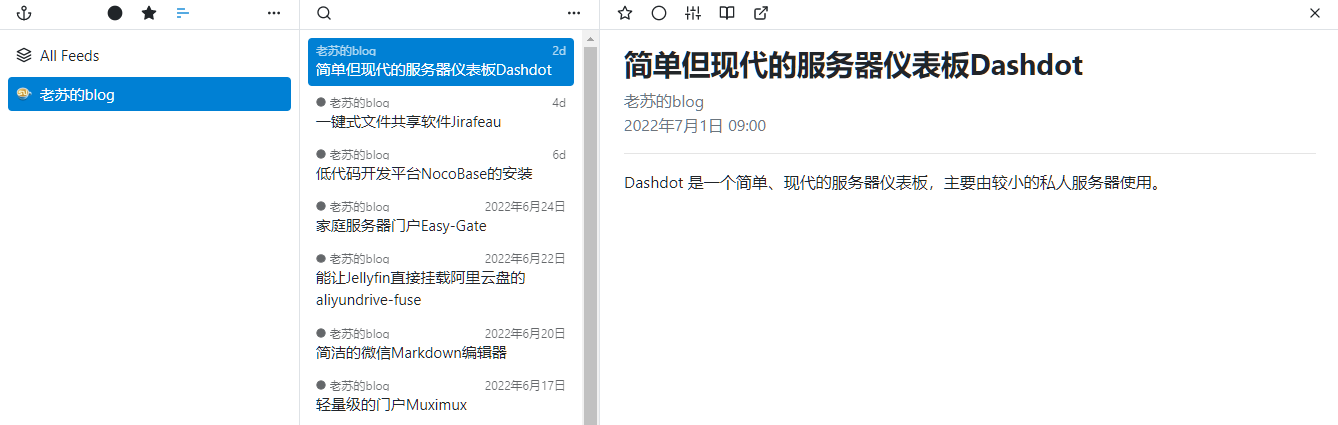 All Feeds
老苏的blog
老苏的blog 2d
简单但现代的服务器仪表板Dashdot
老苏的blog 4d
一键式文件共享软件Jirafeau
老苏的blog 6d
低代码开发平台NocoBase的安装
老苏的blog 2022年6月24日
家庭服务器门户Easy-Gate
老苏的blog 2022年6月22日
能让Jellyfin直接挂载阿里云盘的
aliyundrive-fuse
老苏的blog 2022年6月20日
简洁的微信Markdown编辑器
老苏的blog 2022年6月17日
轻量级的门户Muximux
简单但现代的服务器仪表板Dashdot
老苏的blog
2022年7月1日 09:00
Dashdot 是一个简单、现代的服务器仪表板，主要由较小的私人服务器使用。